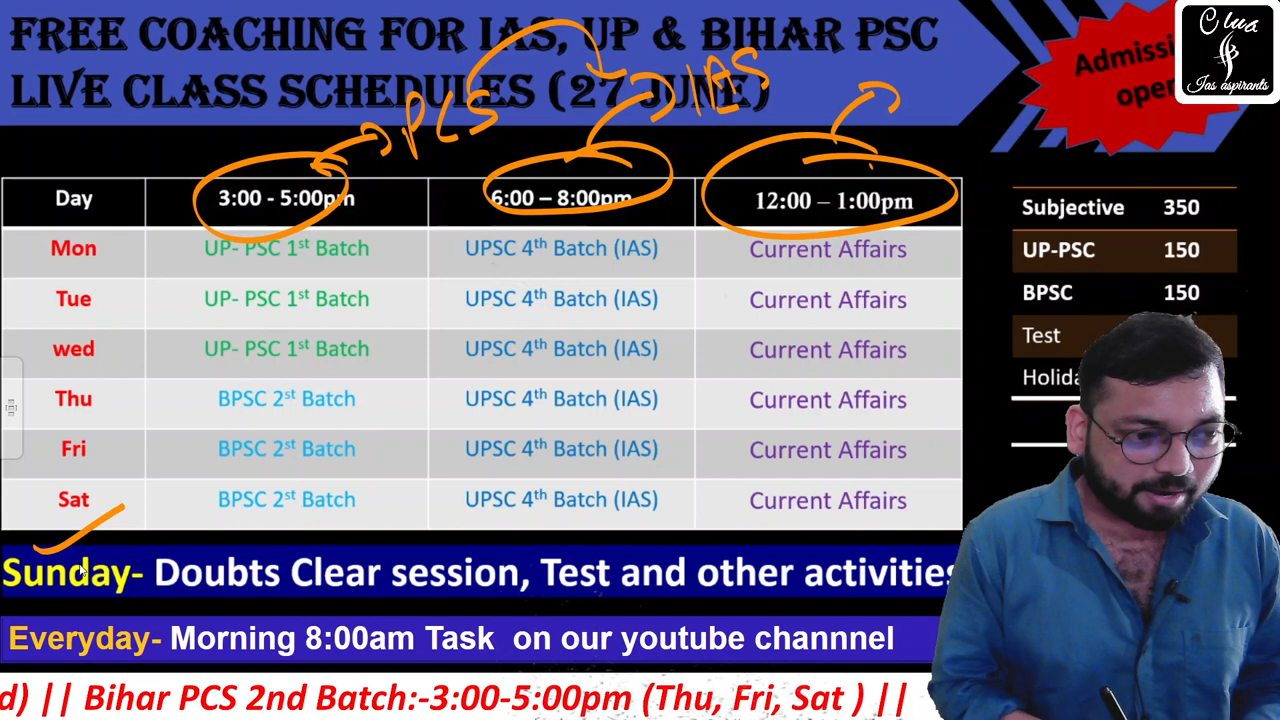 FREE COACHING FOR IAS, UP & BIHAR PSC
LIVE CLASS SCHEDULES (27 JUNE)
Admissi
open
Clua
Ias aspirants
PCS
IAS
Day 3:00 - 5:00pm 6:00 – 8:00pm 12:00 – 1:00pm
Mon UP- PSC 1st Batch UPSC 4th Batch (IAS) Current Affairs
Tue UP- PSC 1st Batch UPSC 4th Batch (IAS) Current Affairs
wed UP- PSC 1st Batch UPSC 4th Batch (IAS) Current Affairs
Thu BPSC 2st Batch UPSC 4th Batch (IAS) Current Affairs
Fri BPSC 2st Batch UPSC 4th Batch (IAS) Current Affairs
Sat BPSC 2st Batch UPSC 4th Batch (IAS) Current Affairs
Subjective 350
UP-PSC 150
BPSC 150
Test
Holida
Sunday- Doubts Clear session, Test and other activities
Everyday- Morning 8:00am Task on our youtube channnel
d) || Bihar PCS 2nd Batch:-3:00-5:00pm (Thu, Fri, Sat ) ||